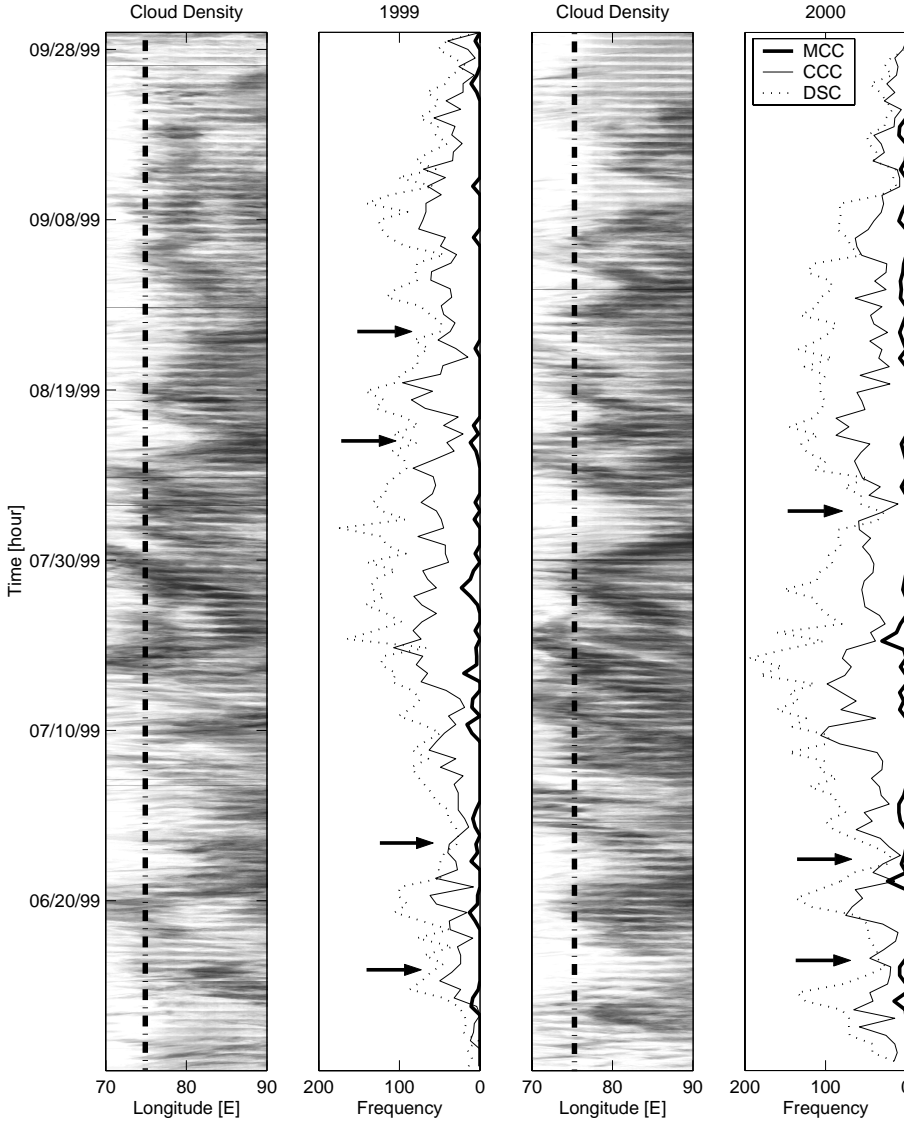 Cloud Density
1999
Cloud Density
2000
MCC
CCC
DSC
09/28/99
09/08/99
08/19/99
07/30/99
07/10/99
06/20/99
Time [hour]
70 80 90
200 100 0
70 80 90
200 100 0
Longitude [E]
Frequency
Longitude [E]
Frequency